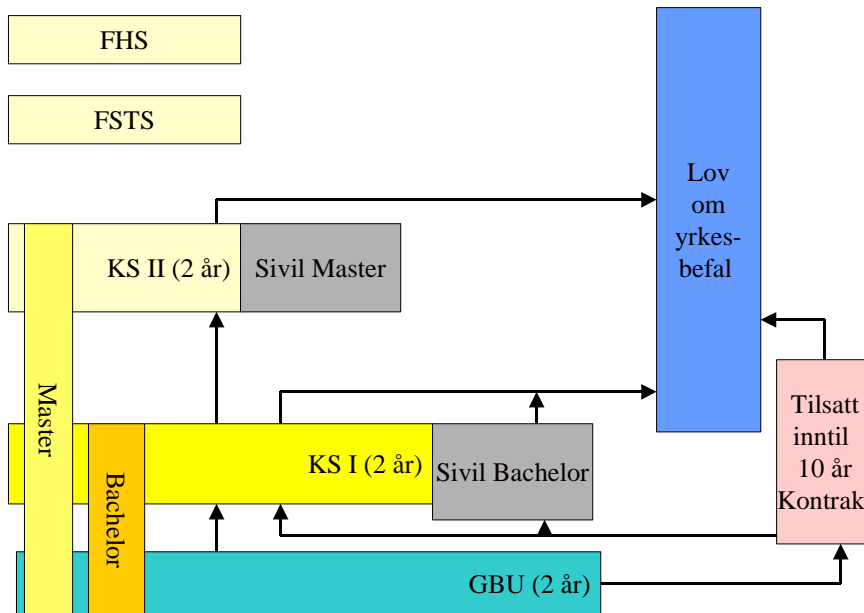 FHS
FSTS
Lov
om
yrkes-
befal
KS II (2 år)
Sivil Master
Master
Tilsatt
inntil
10 år
Kontrak
KS I (2 år)
Sivil Bachelor
Bachelor
GBU (2 år)